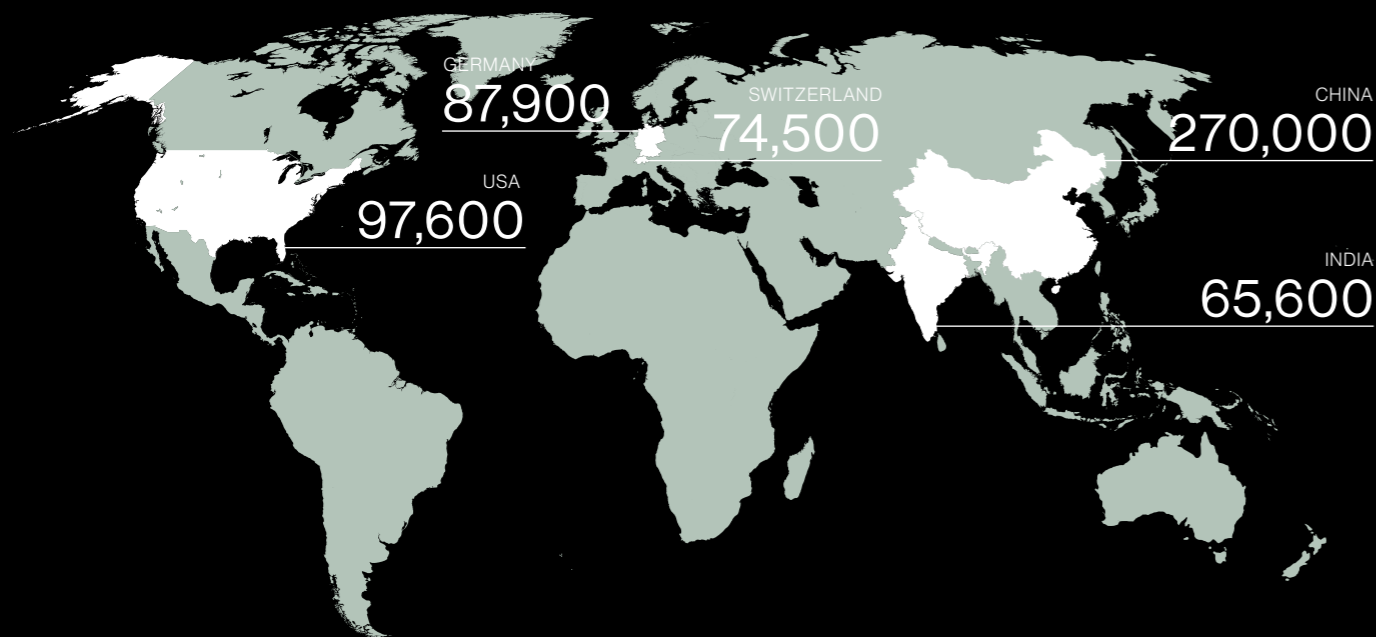 GERMANY
87,900
SWITZERLAND
74,500
CHINA
270,000
USA
97,600
INDIA
65,600